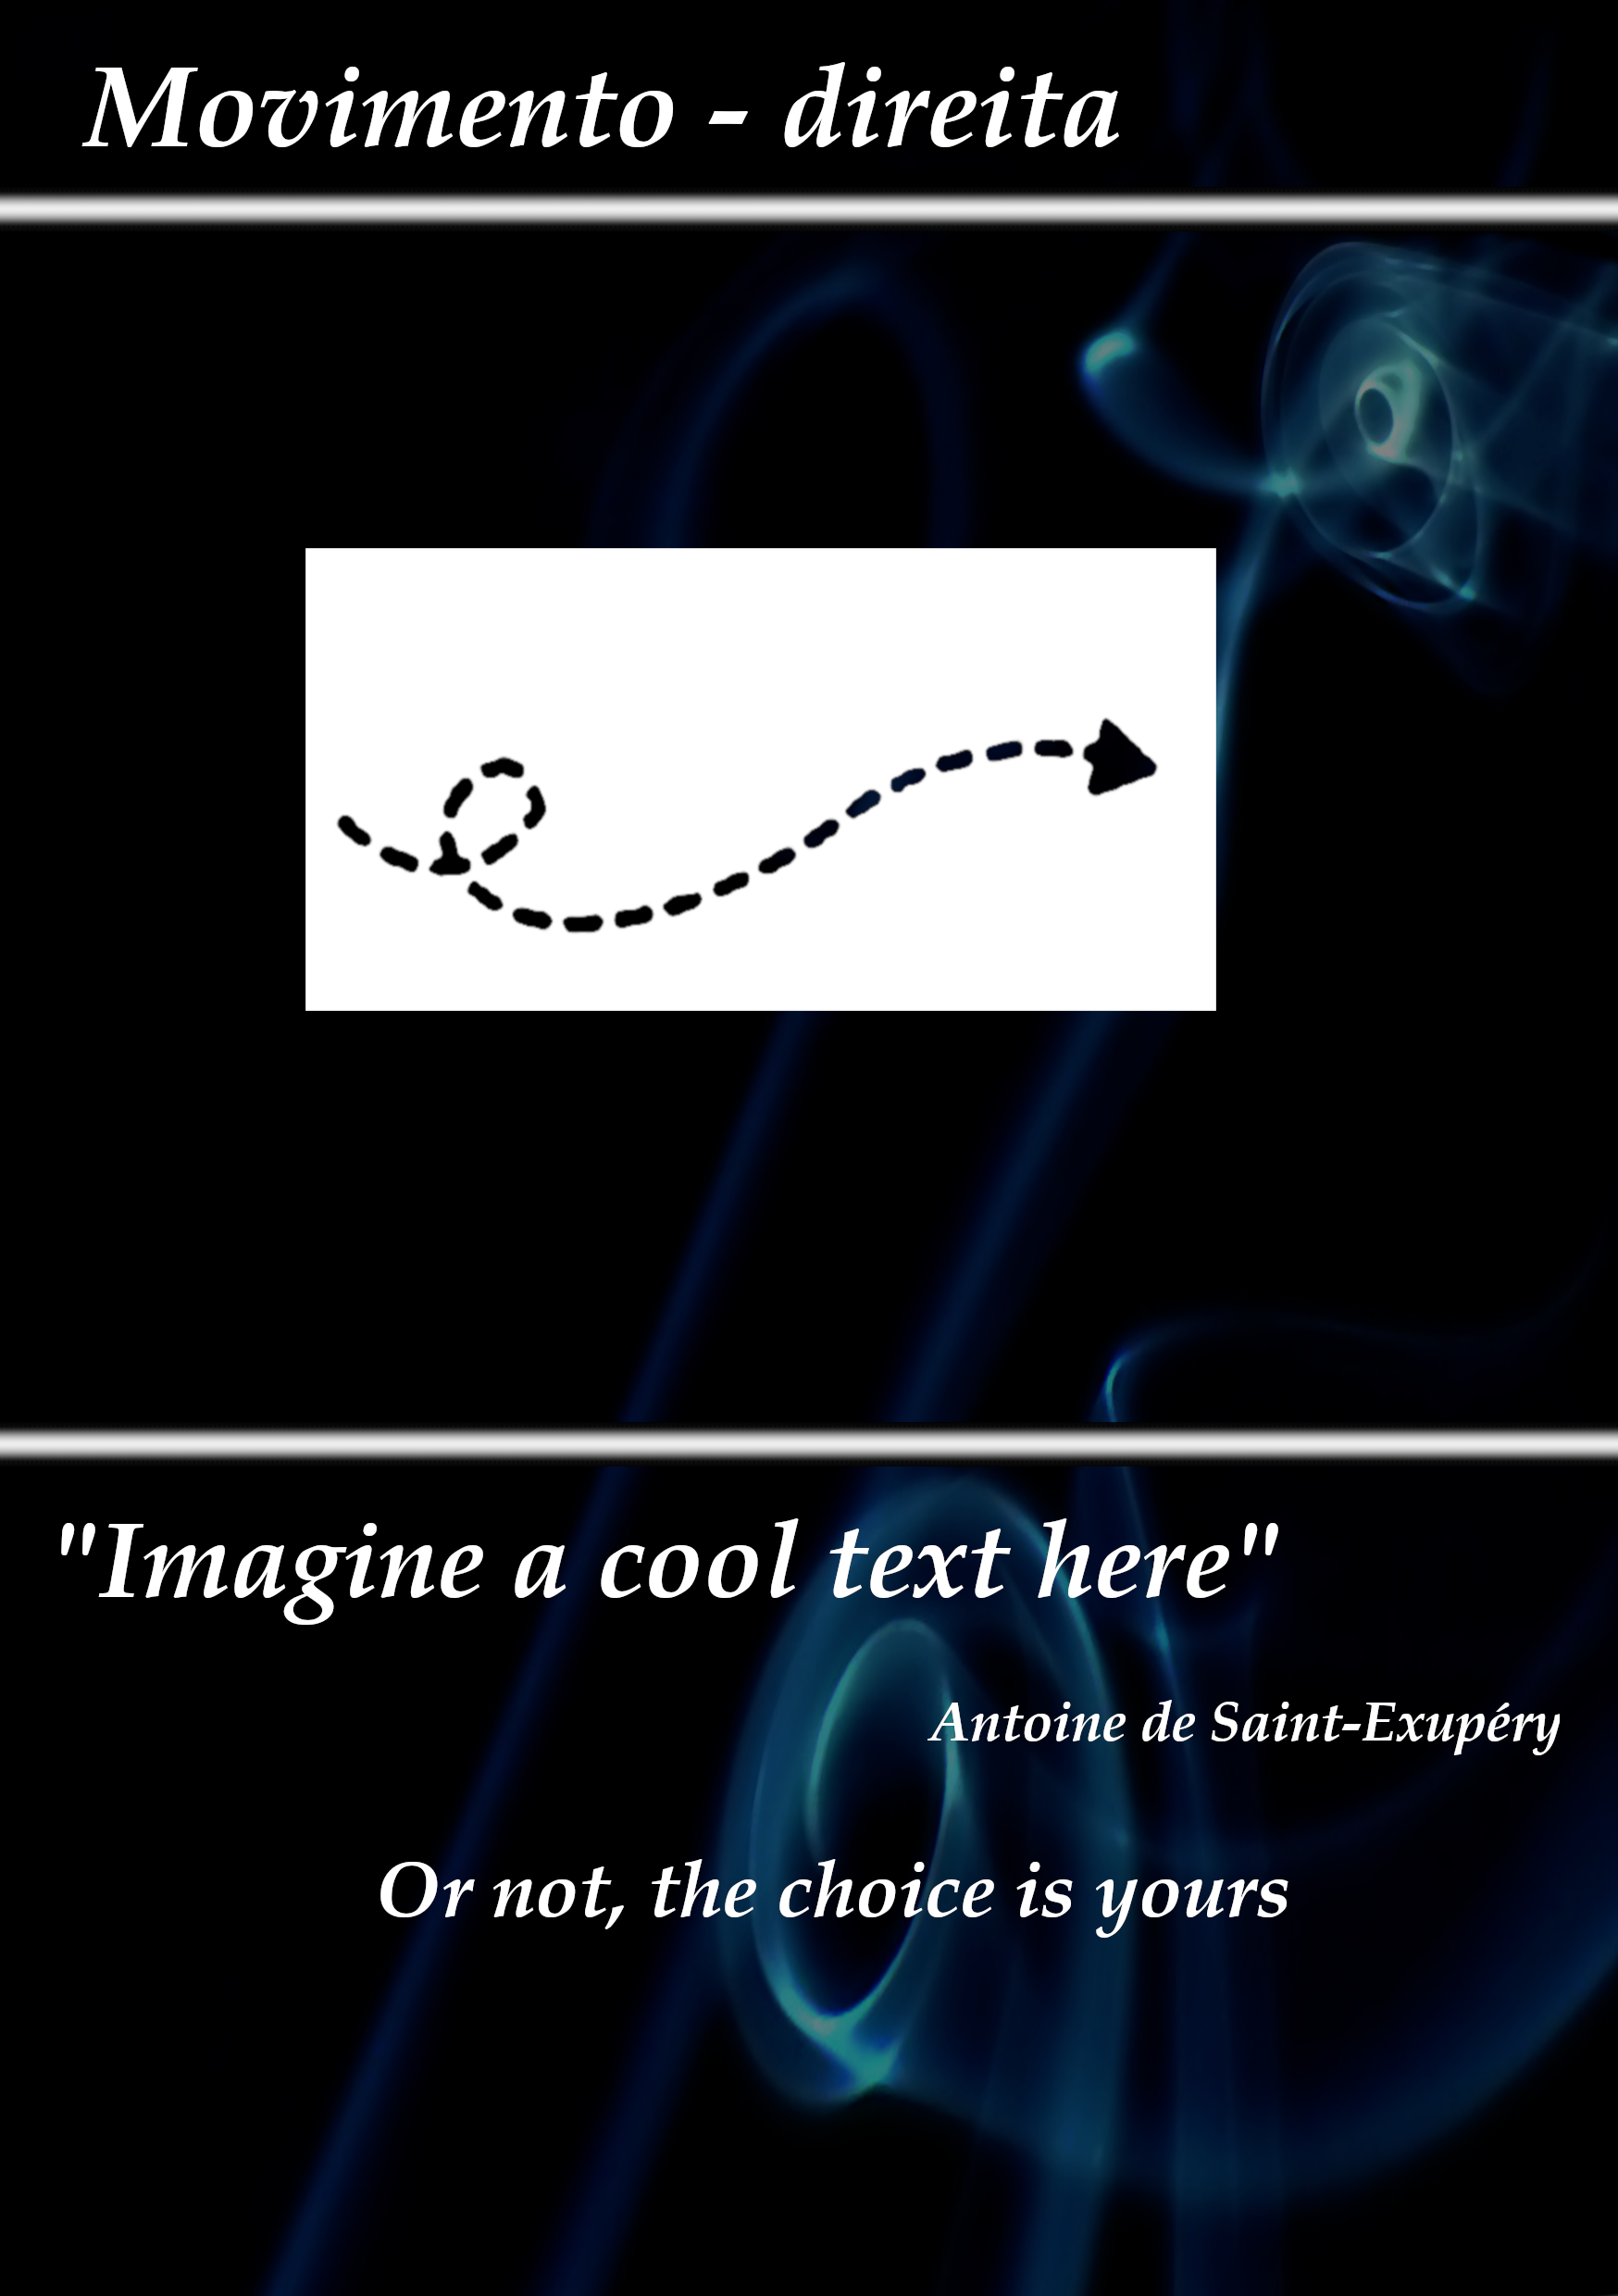 Movimento - direita
"Imagine a cool text here"
Antoine de Saint-Exupéry
Or not, the choice is yours